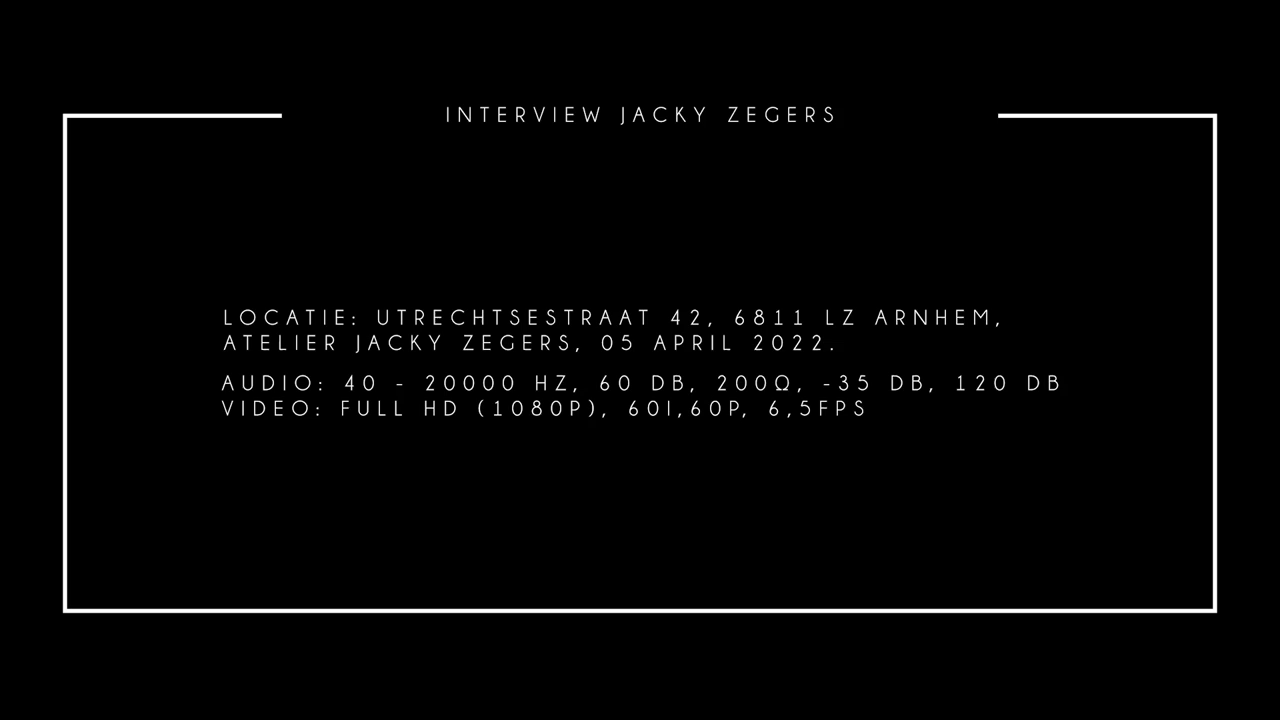 INTERVIEW JACKY ZEGERS
LOCATIE: UTRECHTSESTRAAT 42, 6811 LZ ARNHEM,
ATELIER JACKY ZEGERS, 05 APRIL 2022.
AUDIO: 40 - 20000 HZ, 60 DB, 200Ω, -35 DB, 120 DB
VIDEO: FULL HD (1080P), 60I,60P, 6,5FPS